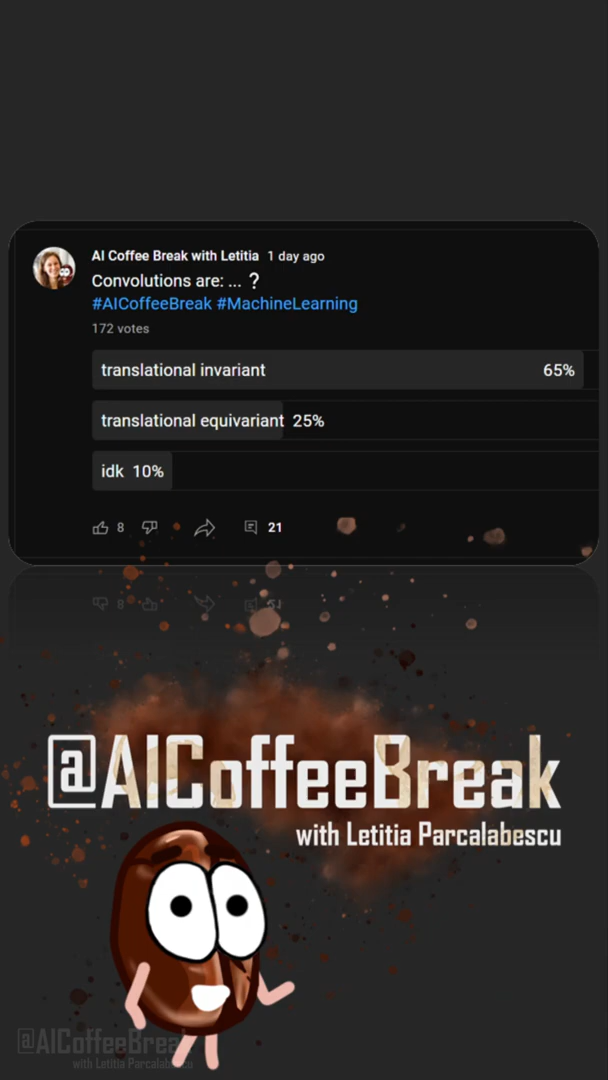 AI Coffee Break with Letitia 1 day ago
Convolutions are: ... ?
#AICoffeeBreak #MachineLearning
172 votes
translational invariant 65%
translational equivariant 25%
idk 10%
8 21
@AICoffeeBreak
with Letitia Parcalabescu
@AICoffeeBreak
with Letitia Parcalabescu